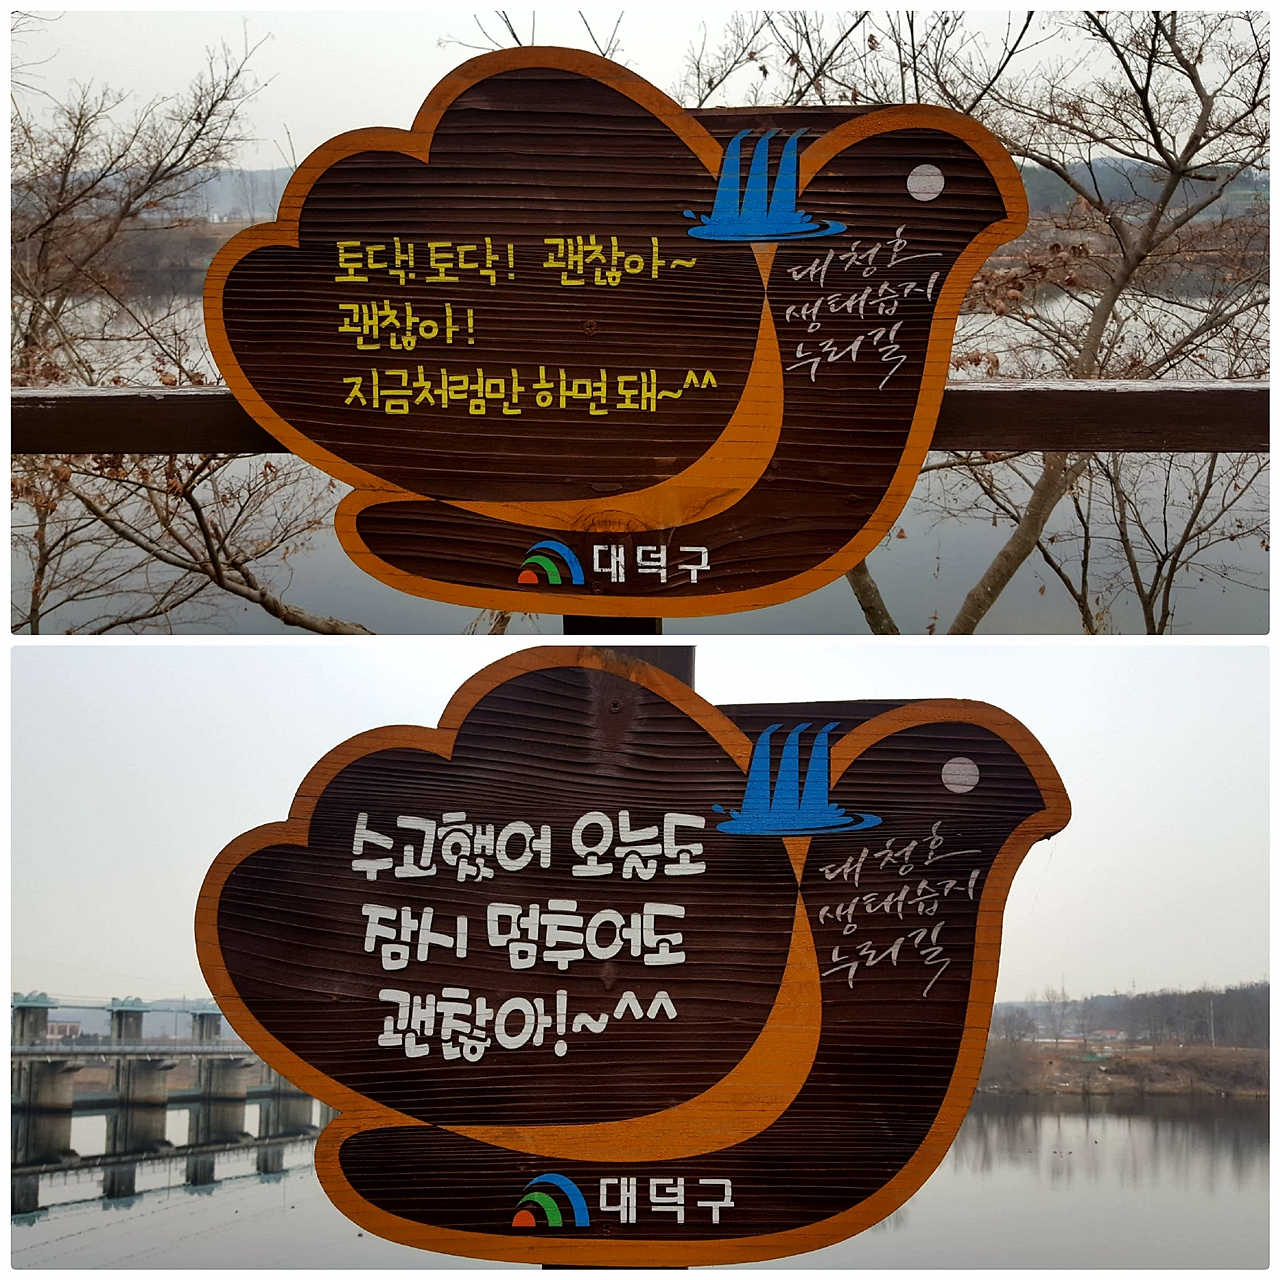 토닥! 토닥! 괜찮아~
괜찮아!
지금처럼만 하면 돼~^^
대청호
생태습지
누리길
대덕구
수고했어 오늘도
잠시 멈추어도
괜찮아!~^^
대청호
생태습지
누리길
대덕구